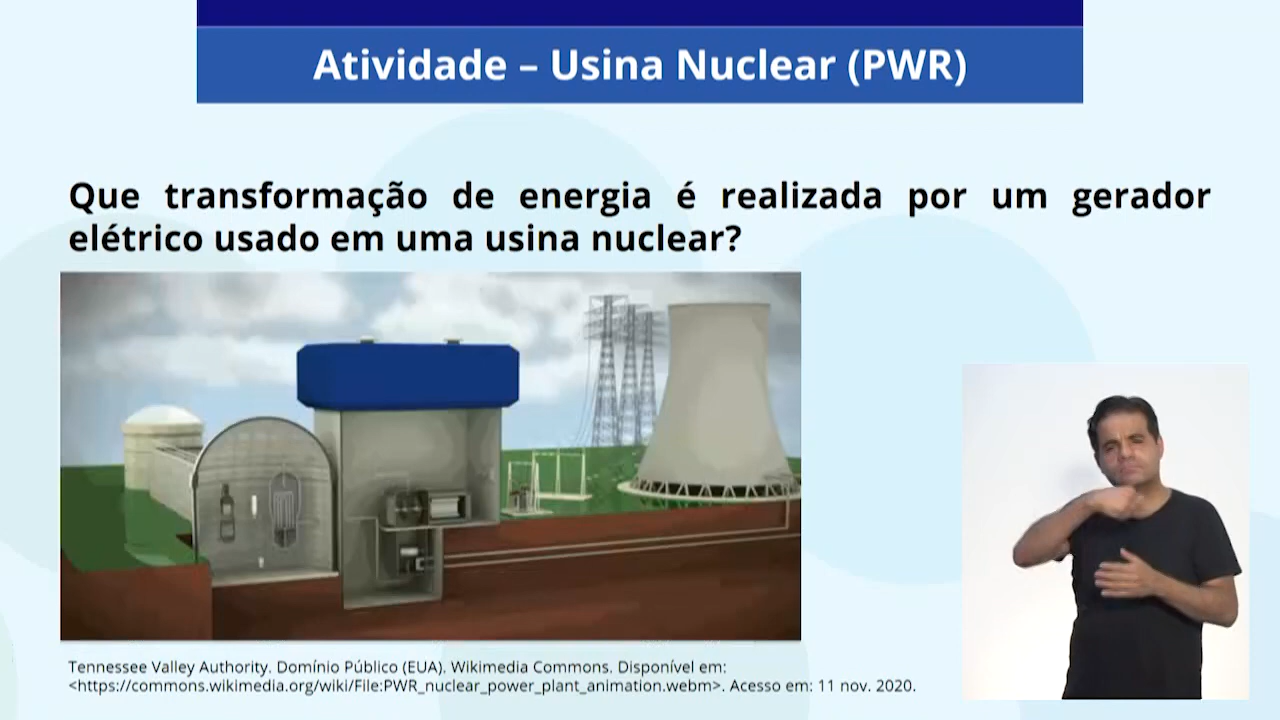 Atividade – Usina Nuclear (PWR)
Que transformação de energia é realizada por um gerador
elétrico usado em uma usina nuclear?
Tennessee Valley Authority. Domínio Público (EUA). Wikimedia Commons. Disponível em:
<https://commons.wikimedia.org/wiki/File:PWR_nuclear_power_plant_animation.webm>. Acesso em: 11 nov. 2020.